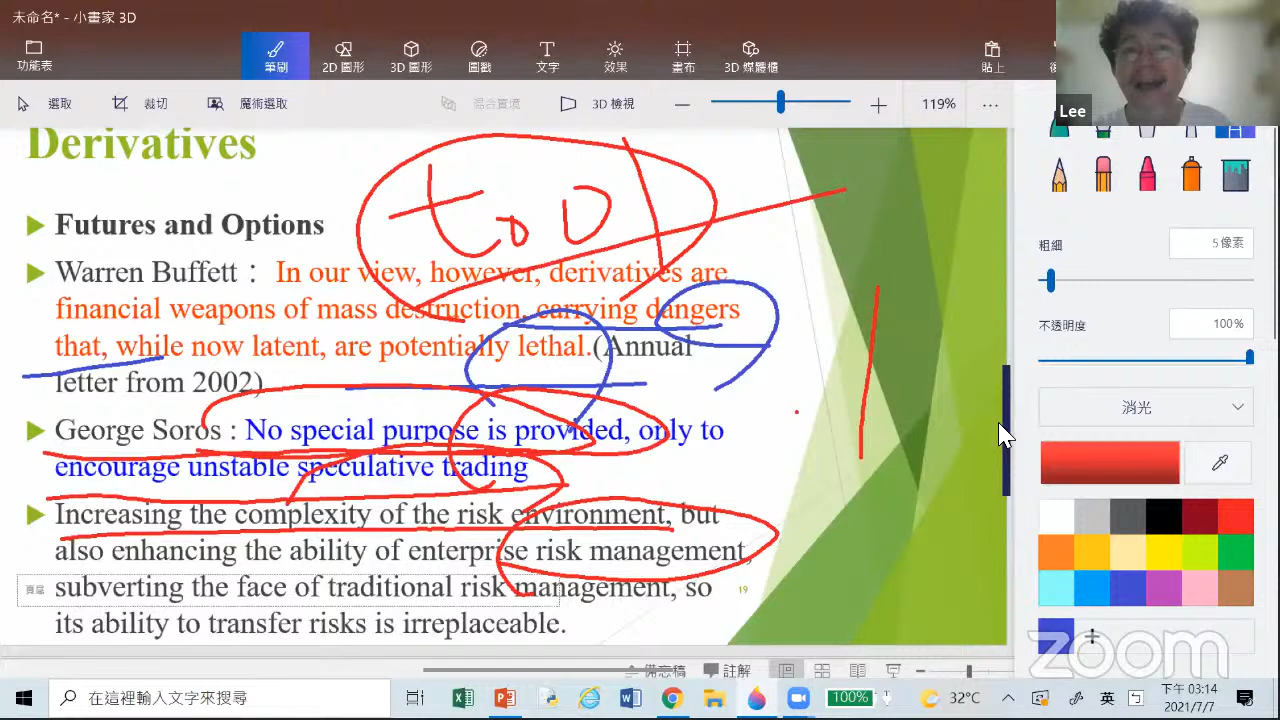 未命名* - 小畫家 3D
功能表
筆刷
2D 圖形
3D 圖形
圖戳
文字
效果
畫布
3D 媒體櫃
貼上
選取
裁切
魔術選取
混合實境
3D 檢視
119%
Lee
Derivatives
tool
Futures and Options
Warren Buffett： In our view, however, derivatives are
financial weapons of mass destruction, carrying dangers
that, while now latent, are potentially lethal.(Annual
letter from 2002)
George Soros : No special purpose is provided, only to
encourage unstable speculative trading
Increasing the complexity of the risk environment, but
also enhancing the ability of enterprise risk management,
subverting the face of traditional risk management, so
its ability to transfer risks is irreplaceable.
頁尾
19
粗細
5 像素
不透明度
100%
消光
zoom
備忘稿
註解
在這裡輸入文字來搜尋
100%
32°C
英
下午 03:14
2021/7/7